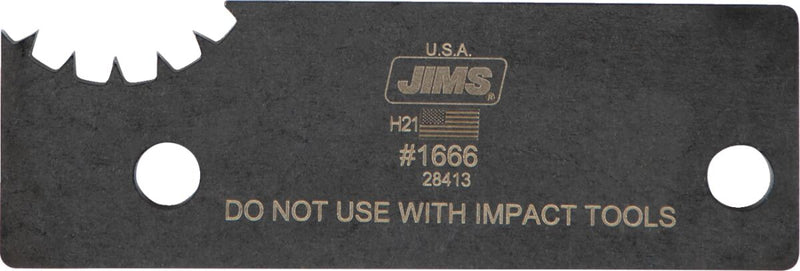 U.S.A.
JIMS®
H21
#1666
28413
DO NOT USE WITH IMPACT TOOLS